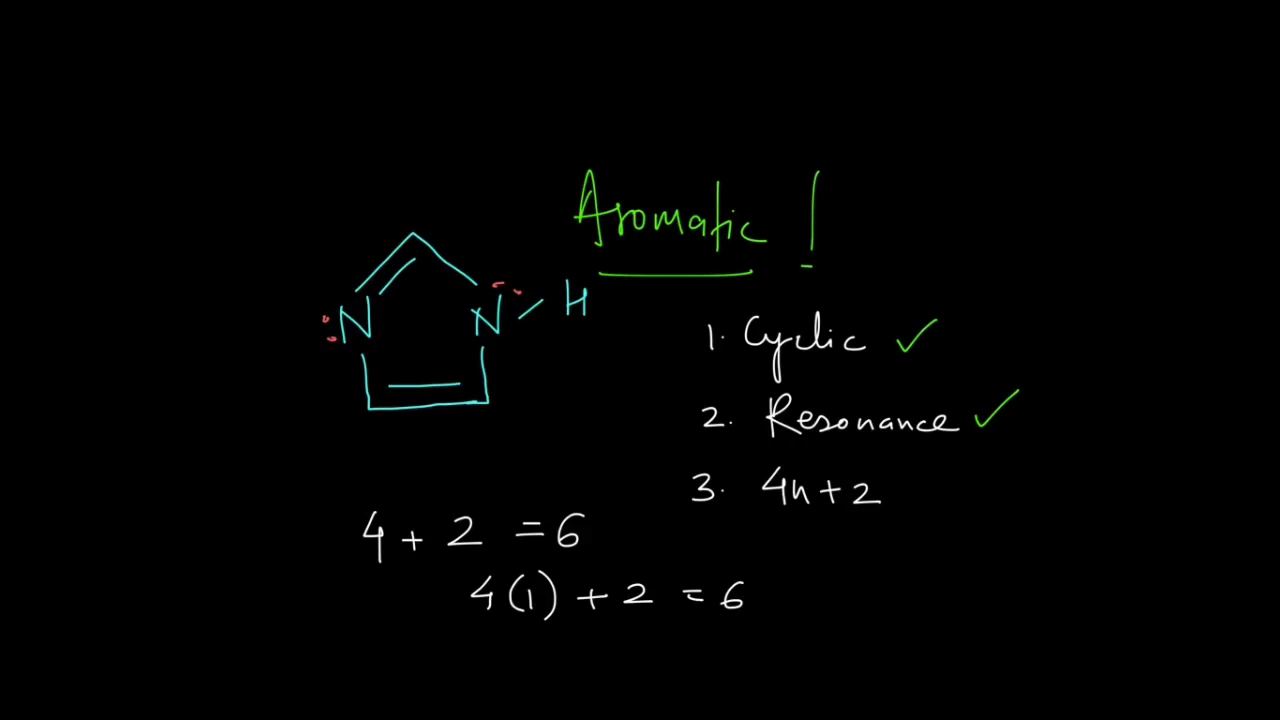 Aromatic !
N
N
H
1. Cyclic ✓
2. Resonance ✓
3. 4n + 2
4 + 2 = 6
4(1) + 2 = 6